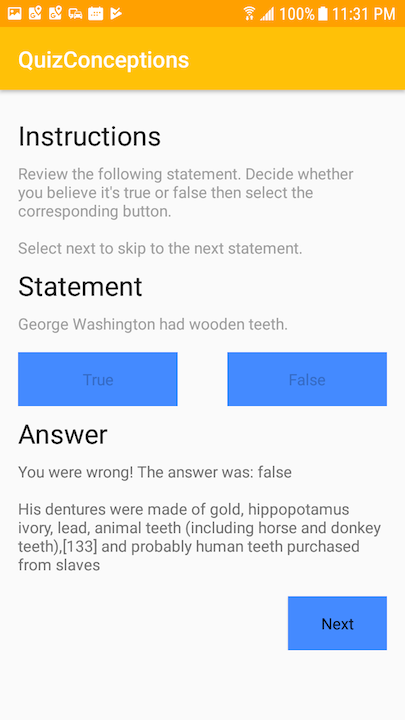 100% 11:31 PM
QuizConceptions
Instructions
Review the following statement. Decide whether
you believe it's true or false then select the
corresponding button.
Select next to skip to the next statement.
Statement
George Washington had wooden teeth.
True False
Answer
You were wrong! The answer was: false
His dentures were made of gold, hippopotamus
ivory, lead, animal teeth (including horse and donkey
teeth),[133] and probably human teeth purchased
from slaves
Next